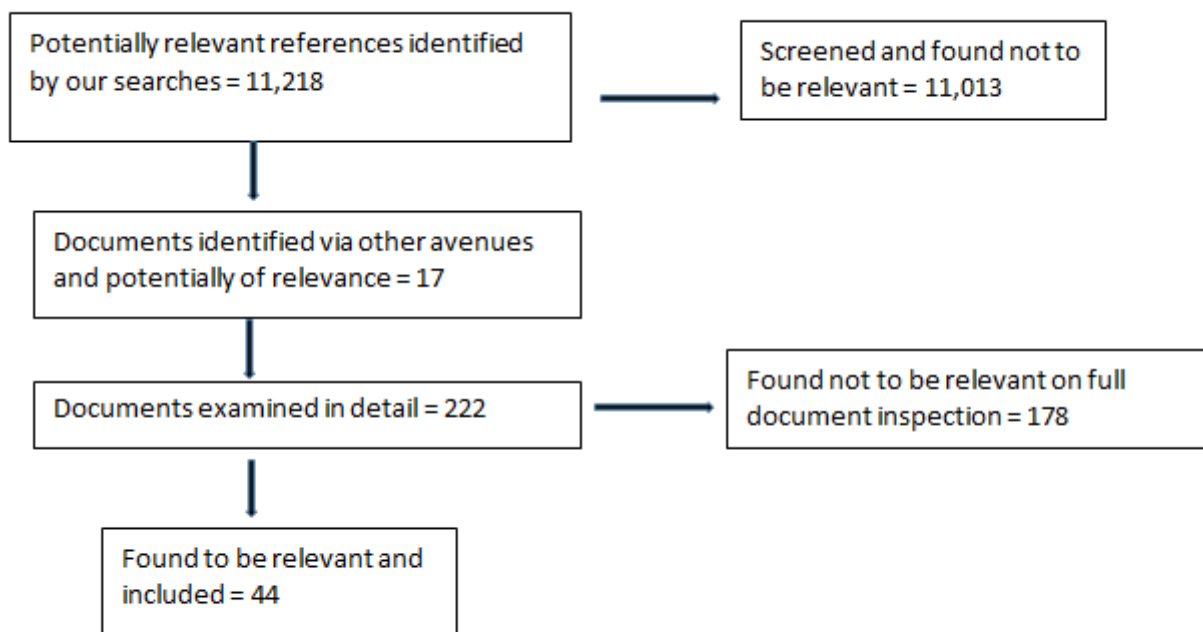 Potentially relevant references identified
by our searches = 11,218
Screened and found not to
be relevant = 11,013
Documents identified via other avenues
and potentially of relevance = 17
Documents examined in detail = 222
Found not to be relevant on full
document inspection = 178
Found to be relevant and
included = 44